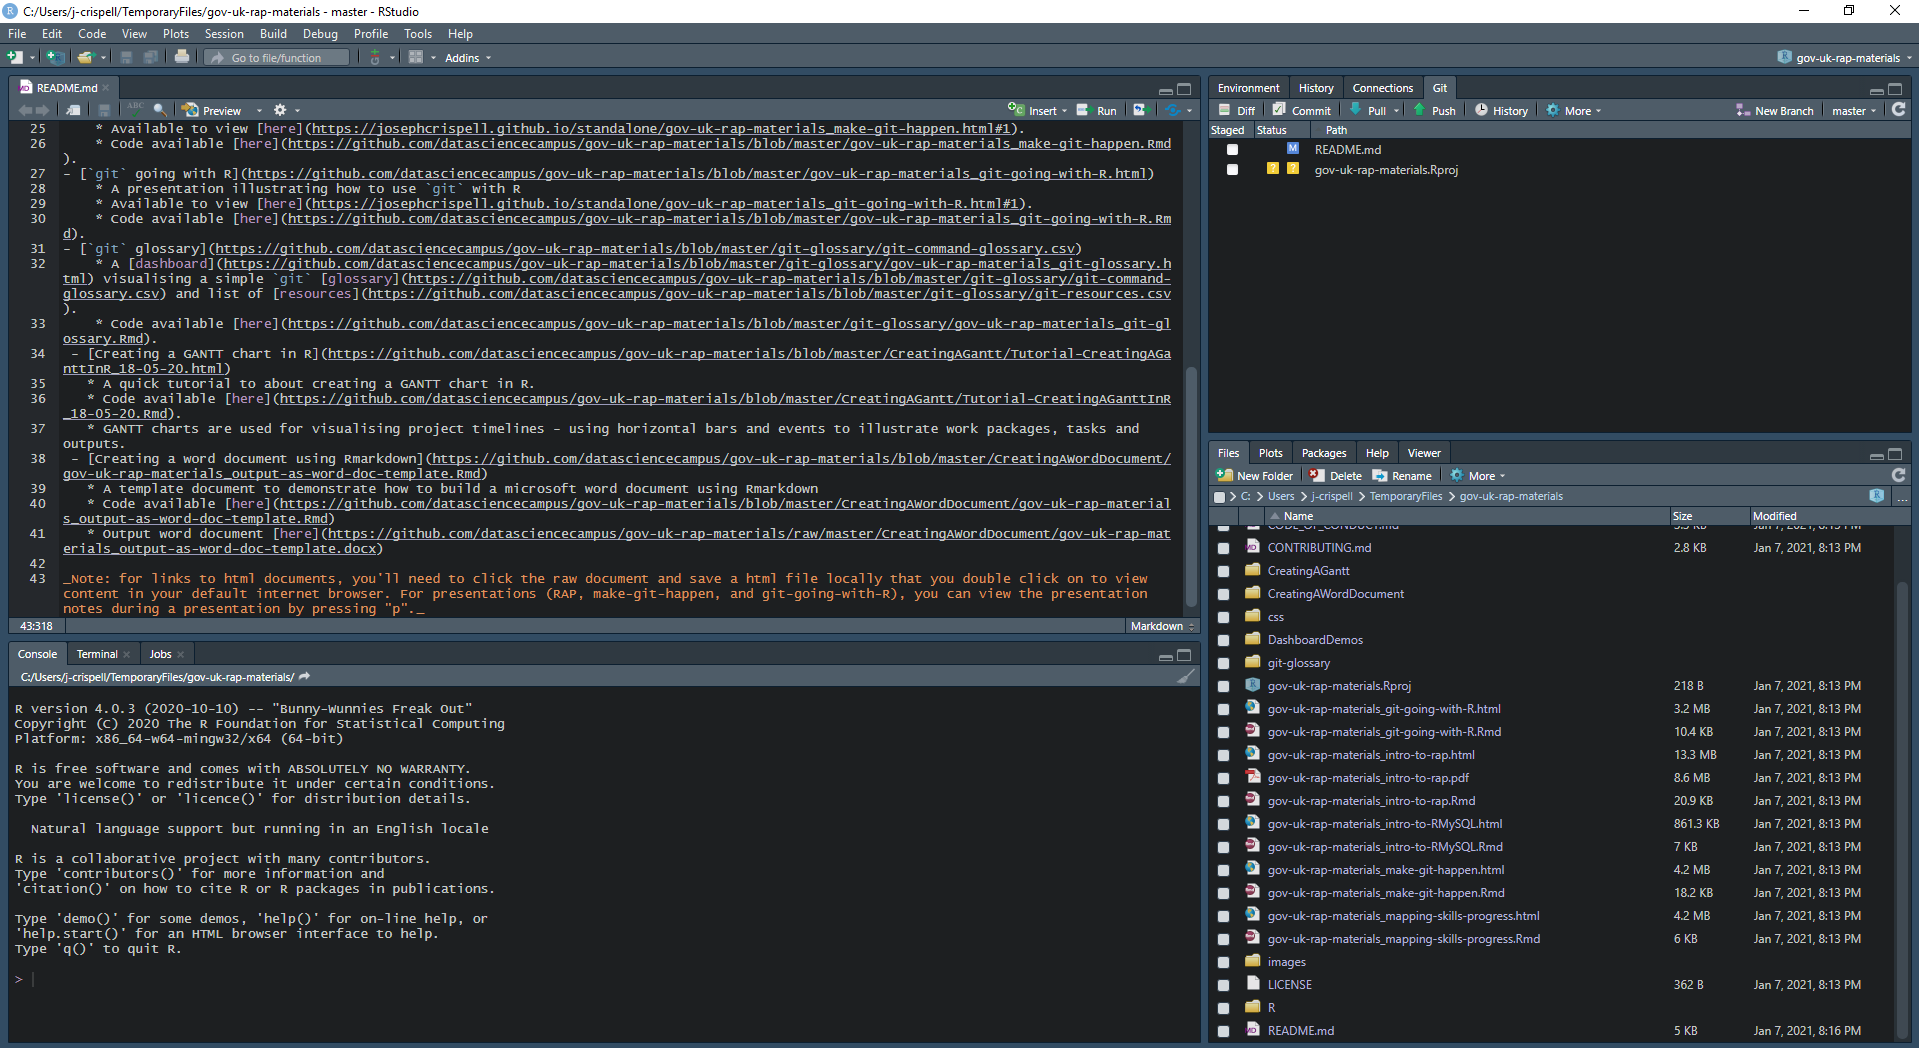 C:/Users/j-crispell/TemporaryFiles/gov-uk-rap-materials - master - RStudio
File Edit Code View Plots Session Build Debug Profile Tools Help
Go to file/function Addins gov-uk-rap-materials
README.md
ABC Preview Insert Run
25 * Available to view [here](https://josephcrispell.github.io/standalone/gov-uk-rap-materials_make-git-happen.html#1).
26 * Code available [here](https://github.com/datasciencecampus/gov-uk-rap-materials/blob/master/gov-uk-rap-materials_make-git-happen.Rmd
).
27 - [`git` going with R](https://github.com/datasciencecampus/gov-uk-rap-materials/blob/master/gov-uk-rap-materials_git-going-with-R.html)
28 * A presentation illustrating how to use `git` with R
29 * Available to view [here](https://josephcrispell.github.io/standalone/gov-uk-rap-materials_git-going-with-R.html#1).
30 * Code available [here](https://github.com/datasciencecampus/gov-uk-rap-materials/blob/master/gov-uk-rap-materials_git-going-with-R.Rm
d).
31 - [`git` glossary](https://github.com/datasciencecampus/gov-uk-rap-materials/blob/master/git-glossary/git-command-glossary.csv)
32 * A [dashboard](https://github.com/datasciencecampus/gov-uk-rap-materials/blob/master/git-glossary/gov-uk-rap-materials_git-glossary.h
tml) visualising a simple `git` [glossary](https://github.com/datasciencecampus/gov-uk-rap-materials/blob/master/git-glossary/git-command-
glossary.csv) and list of [resources](https://github.com/datasciencecampus/gov-uk-rap-materials/blob/master/git-glossary/git-resources.csv
).
33 * Code available [here](https://github.com/datasciencecampus/gov-uk-rap-materials/blob/master/git-glossary/gov-uk-rap-materials_git-gl
ossary.Rmd).
34 - [Creating a GANTT chart in R](https://github.com/datasciencecampus/gov-uk-rap-materials/blob/master/CreatingAGantt/Tutorial-CreatingAGa
nttInR_18-05-20.html)
35 * A quick tutorial to about creating a GANTT chart in R.
36 * Code available [here](https://github.com/datasciencecampus/gov-uk-rap-materials/blob/master/CreatingAGantt/Tutorial-CreatingAGanttInR
_18-05-20.Rmd).
37 * GANTT charts are used for visualising project timelines - using horizontal bars and events to illustrate work packages, tasks and
outputs.
38 - [Creating a word document using Rmarkdown](https://github.com/datasciencecampus/gov-uk-rap-materials/blob/master/CreatingAWordDocument/
gov-uk-rap-materials_output-as-word-doc-template.Rmd)
39 * A template document to demonstrate how to build a microsoft word document using Rmarkdown
40 * Code available [here](https://github.com/datasciencecampus/gov-uk-rap-materials/blob/master/CreatingAWordDocument/gov-uk-rap-material
s_output-as-word-doc-template.Rmd)
41 * Output word document [here](https://github.com/datasciencecampus/gov-uk-rap-materials/raw/master/CreatingAWordDocument/gov-uk-rap-mat
erials_output-as-word-doc-template.docx)
42
43 _Note: for links to html documents, you'll need to click the raw document and save a html file locally that you double click on to view
content in your default internet browser. For presentations (RAP, make-git-happen, and git-going-with-R), you can view the presentation
notes during a presentation by pressing "p"._
43:318 Markdown
Console Terminal Jobs
C:/Users/j-crispell/TemporaryFiles/gov-uk-rap-materials/
R version 4.0.3 (2020-10-10) -- "Bunny-Wunnies Freak Out"
Copyright (C) 2020 The R Foundation for Statistical Computing
Platform: x86_64-w64-mingw32/x64 (64-bit)
R is free software and comes with ABSOLUTELY NO WARRANTY.
You are welcome to redistribute it under certain conditions.
Type 'license()' or 'licence()' for distribution details.
Natural language support but running in an English locale
R is a collaborative project with many contributors.
Type 'contributors()' for more information and
'citation()' on how to cite R or R packages in publications.
Type 'demo()' for some demos, 'help()' for on-line help, or
'help.start()' for an HTML browser interface to help.
Type 'q()' to quit R.
>
Environment History Connections Git
Diff Commit Pull Push History More New Branch master
Staged Status Path
M README.md
? ? gov-uk-rap-materials.Rproj
Files Plots Packages Help Viewer
New Folder Delete Rename More
C: > Users > j-crispell > TemporaryFiles > gov-uk-rap-materials ...
Name Size Modified
CODE_OF_CONDUCT.md 3.3 KB Jan 7, 2021, 8:13 PM
CONTRIBUTING.md 2.8 KB Jan 7, 2021, 8:13 PM
CreatingAGantt
CreatingAWordDocument
css
DashboardDemos
git-glossary
gov-uk-rap-materials.Rproj 218 B Jan 7, 2021, 8:13 PM
gov-uk-rap-materials_git-going-with-R.html 3.2 MB Jan 7, 2021, 8:13 PM
gov-uk-rap-materials_git-going-with-R.Rmd 10.4 KB Jan 7, 2021, 8:13 PM
gov-uk-rap-materials_intro-to-rap.html 13.3 MB Jan 7, 2021, 8:13 PM
gov-uk-rap-materials_intro-to-rap.pdf 8.6 MB Jan 7, 2021, 8:13 PM
gov-uk-rap-materials_intro-to-rap.Rmd 20.9 KB Jan 7, 2021, 8:13 PM
gov-uk-rap-materials_intro-to-RMySQL.html 861.3 KB Jan 7, 2021, 8:13 PM
gov-uk-rap-materials_intro-to-RMySQL.Rmd 7 KB Jan 7, 2021, 8:13 PM
gov-uk-rap-materials_make-git-happen.html 4.2 MB Jan 7, 2021, 8:13 PM
gov-uk-rap-materials_make-git-happen.Rmd 18.2 KB Jan 7, 2021, 8:13 PM
gov-uk-rap-materials_mapping-skills-progress.html 4.2 MB Jan 7, 2021, 8:13 PM
gov-uk-rap-materials_mapping-skills-progress.Rmd 6 KB Jan 7, 2021, 8:13 PM
images
LICENSE 362 B Jan 7, 2021, 8:13 PM
R
README.md 5 KB Jan 7, 2021, 8:16 PM